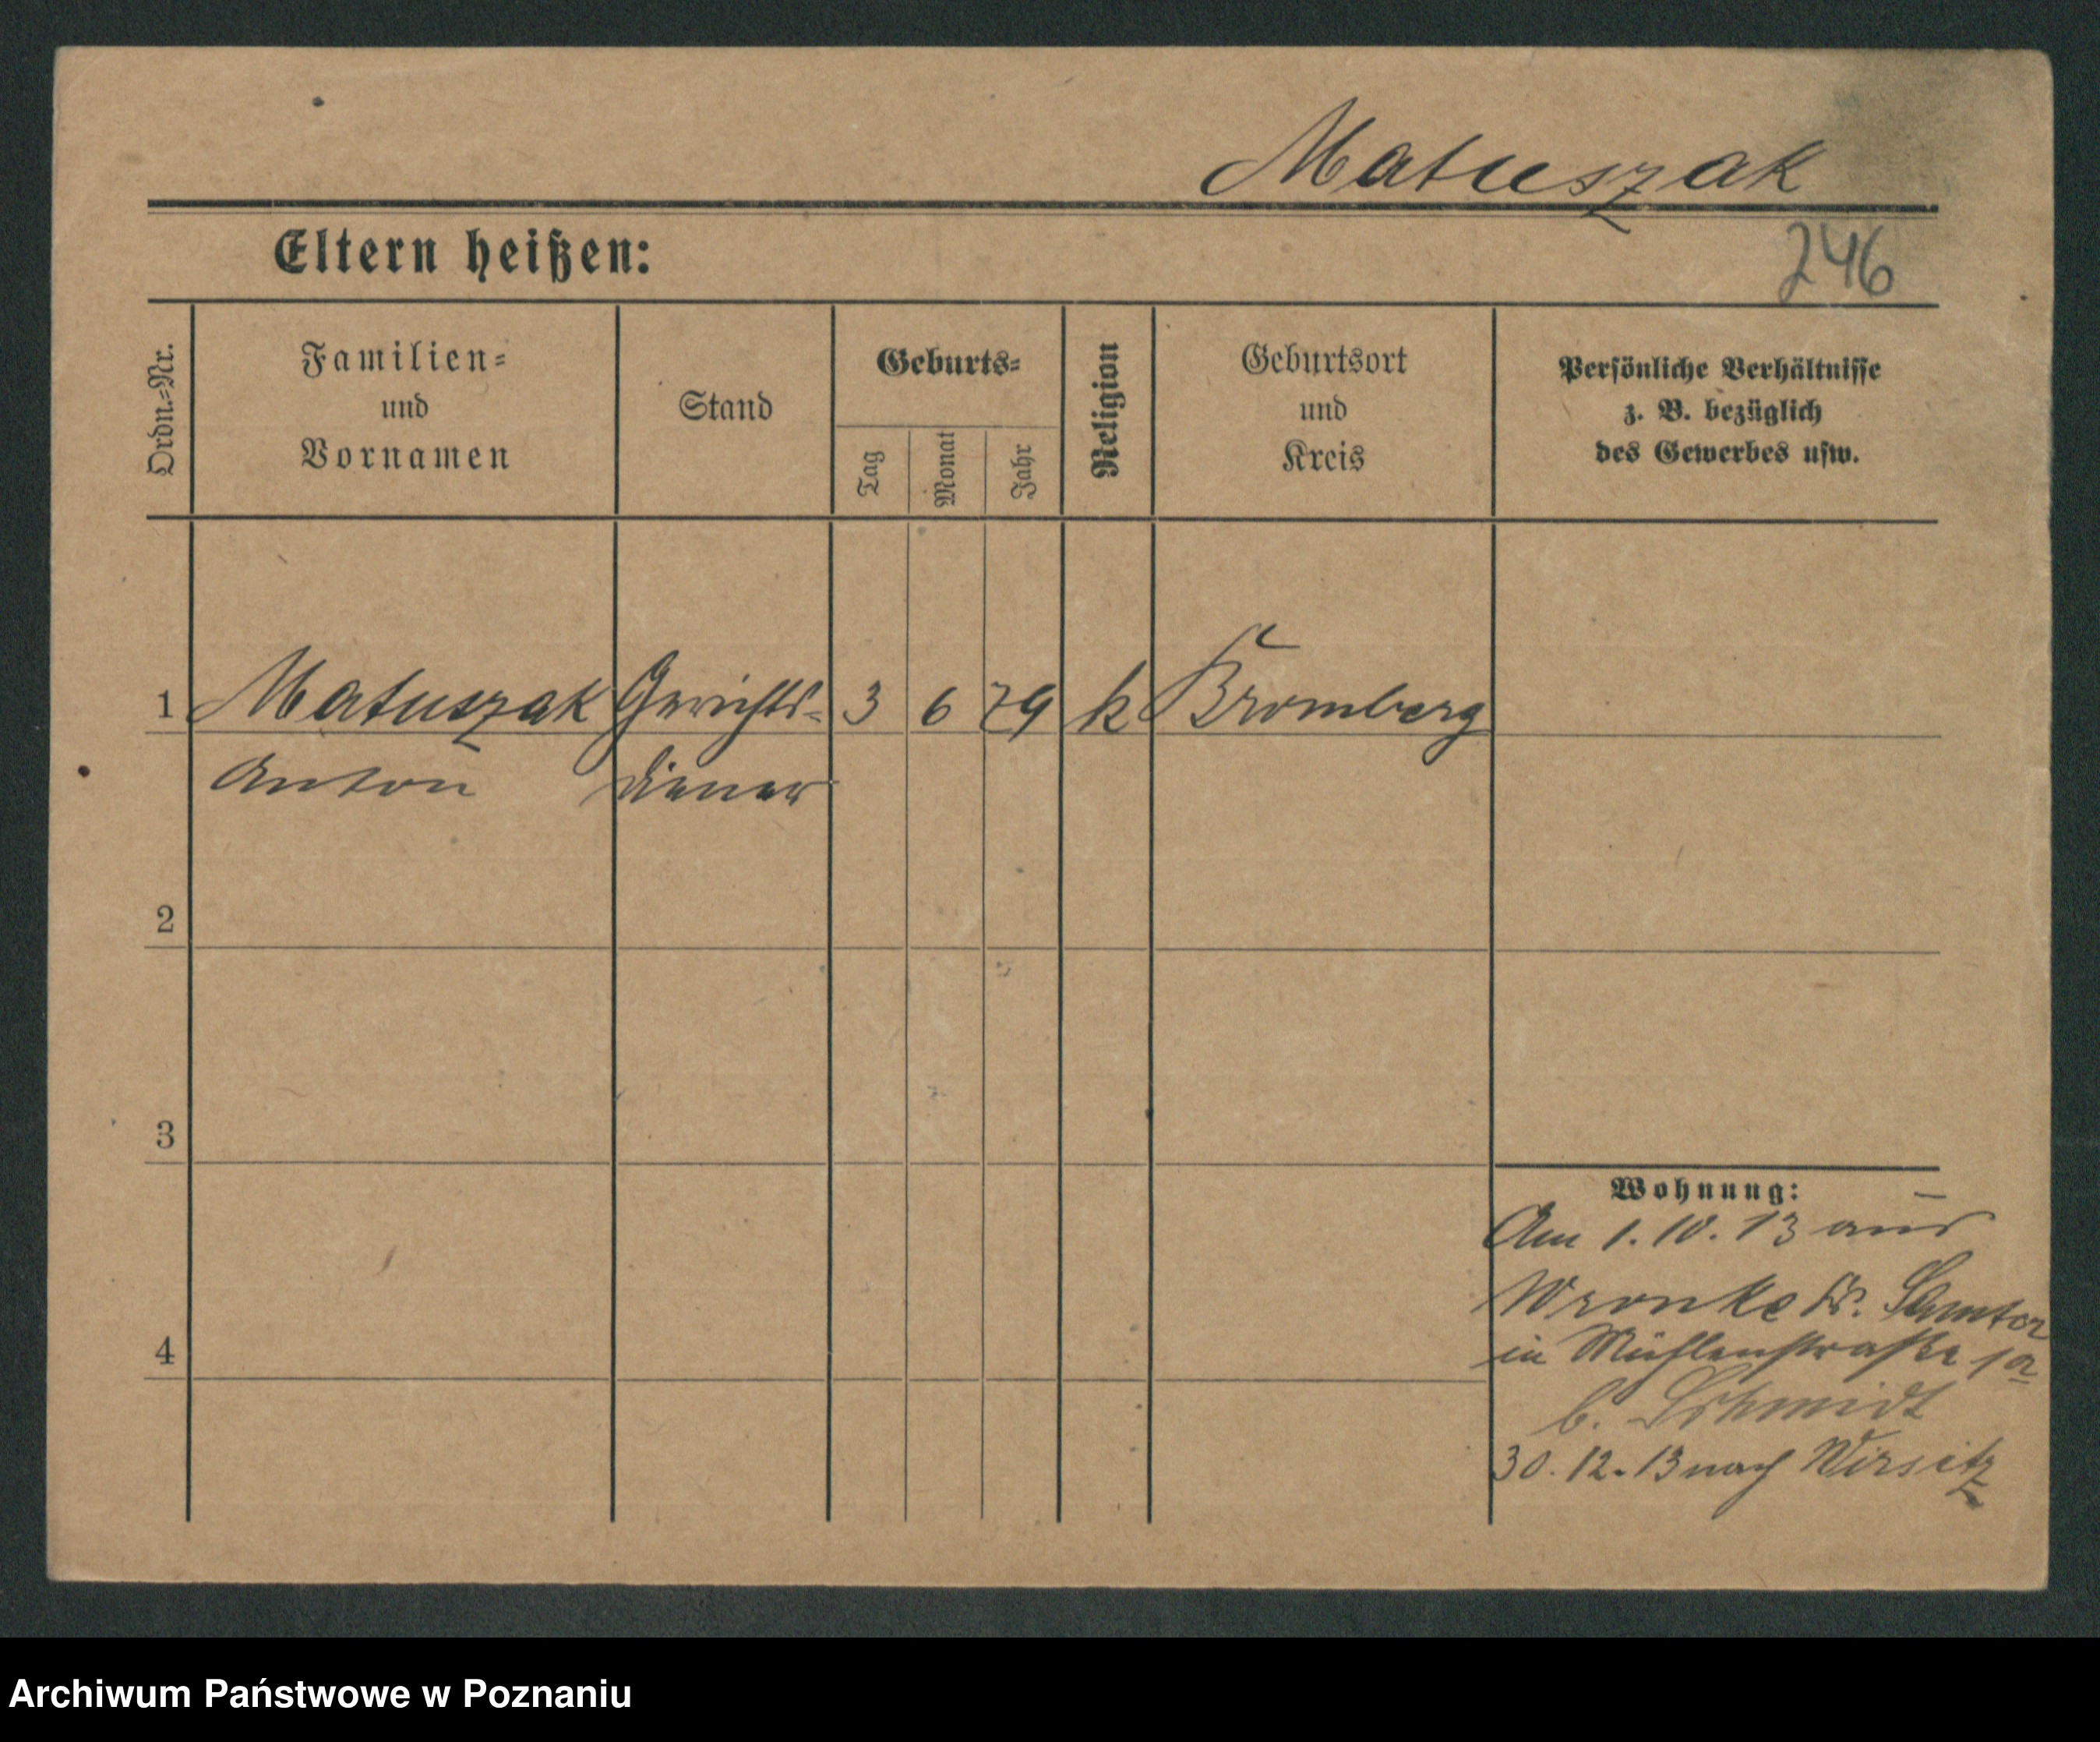 Matuszak
246
Eltern heißen:
Ordn.-Nr.
Familien-
und
Vornamen
Stand
Geburts-
Tag
Monat
Jahr
Religion
Geburtsort
und
Kreis
Persönliche Verhältnisse
z. B. bezüglich
des Gewerbes usw.
1 Matuszak Gerichts- 3 6 79 k Bromberg
Anton diener
2
3
4
Wohnung:
Am 1. 10. 13 aus
Wronke Kr. Samter
in Mühlenstraße 1a
b. Schmidt
30. 12. 13 nach Wirsitz
Archiwum Państwowe w Poznaniu